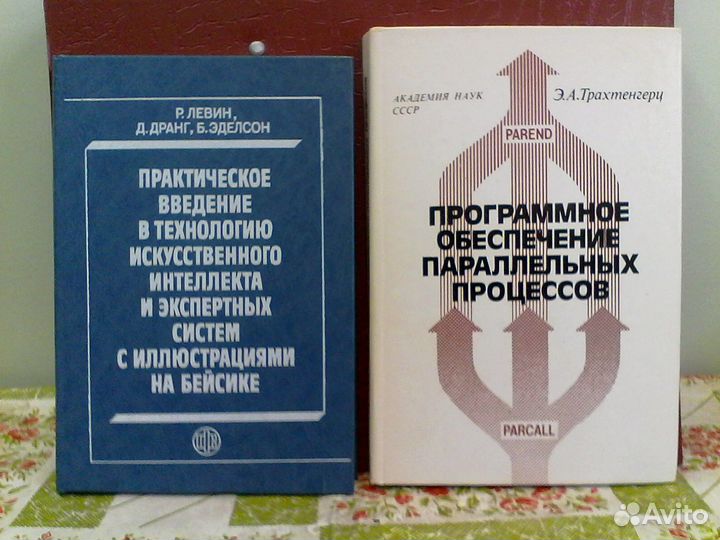 Р. ЛЕВИН,
Д. ДРАНГ, Б. ЭДЕЛСОН
ПРАКТИЧЕСКОЕ
ВВЕДЕНИЕ
В ТЕХНОЛОГИЮ
ИСКУССТВЕННОГО
ИНТЕЛЛЕКТА
И ЭКСПЕРТНЫХ
СИСТЕМ
С ИЛЛЮСТРАЦИЯМИ
НА БЕЙСИКЕ
АКАДЕМИЯ НАУК
СССР
Э.А.Трахтенгерц
PAREND
ПРОГРАММНОЕ
ОБЕСПЕЧЕНИЕ
ПАРАЛЛЕЛЬНЫХ
ПРОЦЕССОВ
PARCALL
Avito